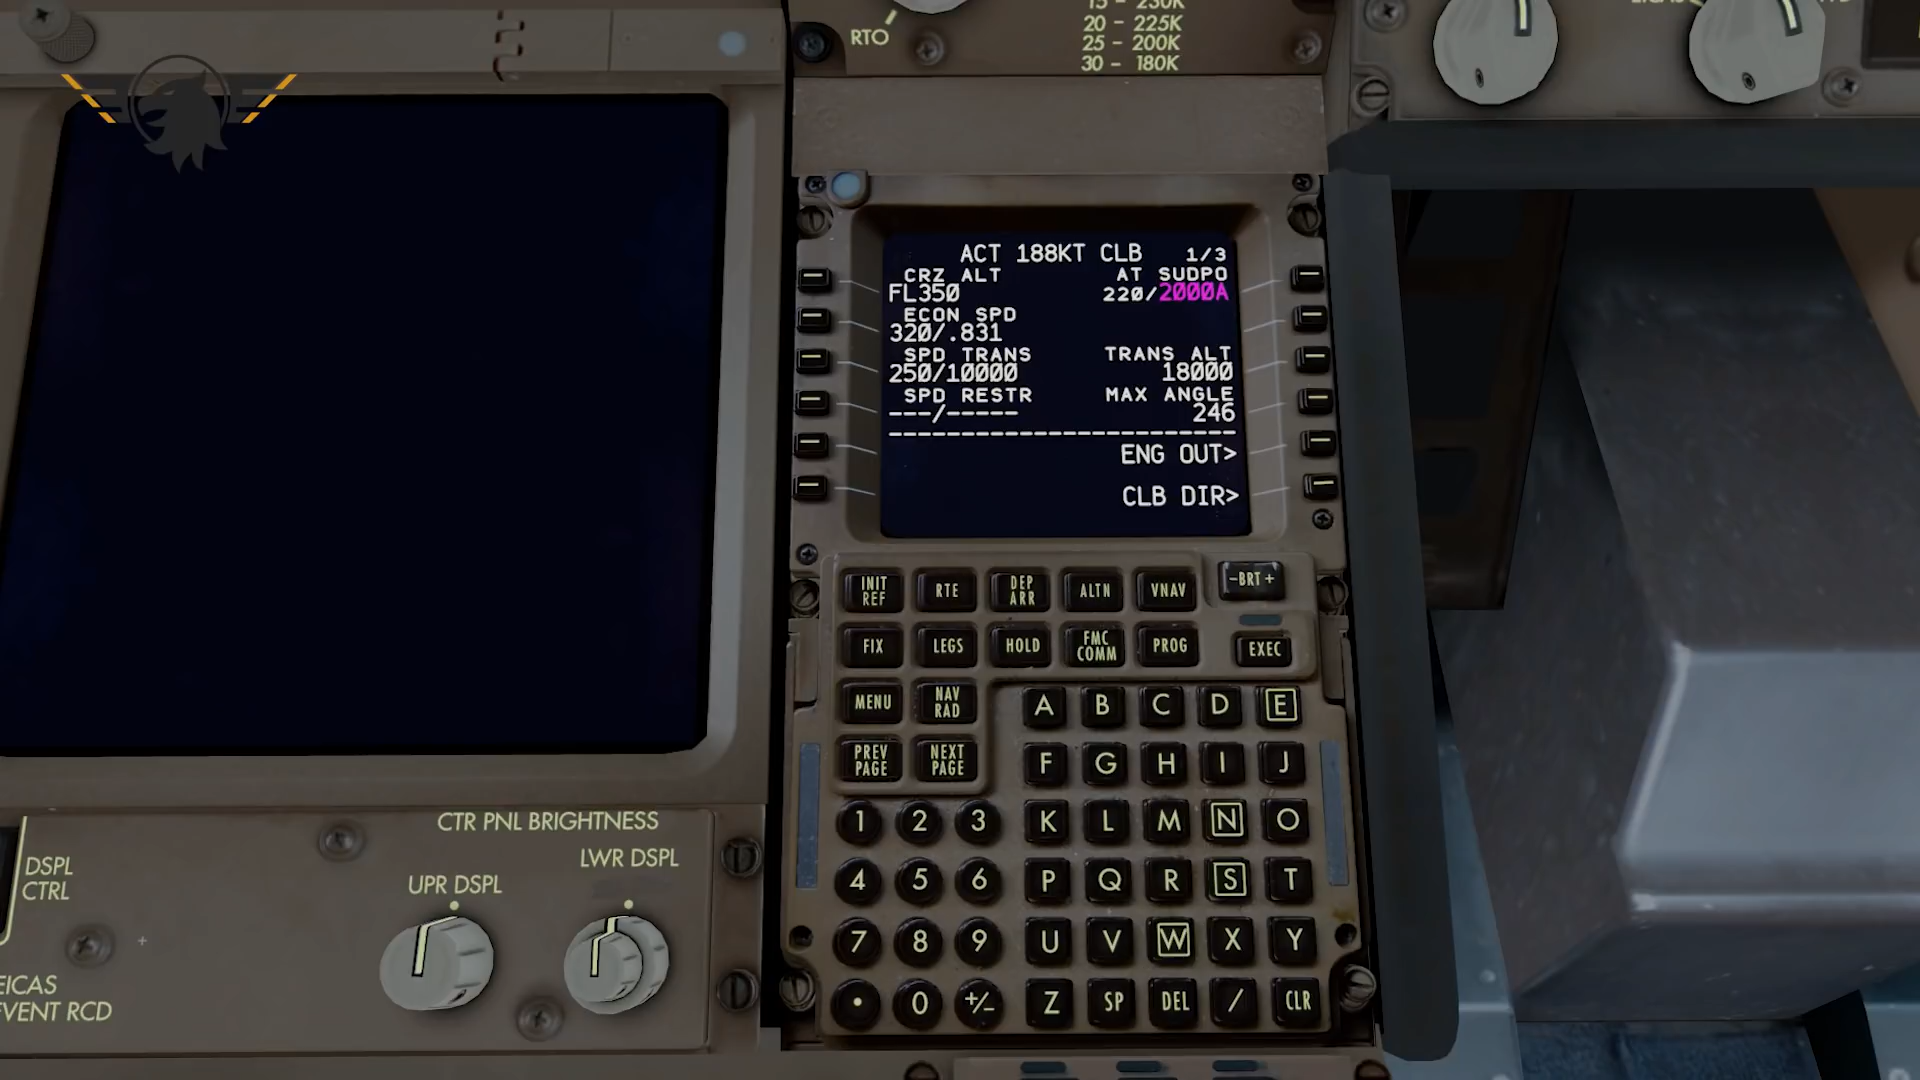 RTO
20 - 225K
25 - 200K
30 - 180K
ACT 188KT CLB 1/3
CRZ ALT AT SUDPO
FL350 220/2000A
ECON SPD
320/.831
SPD TRANS TRANS ALT
250/10000 18000
SPD RESTR MAX ANGLE
---/----- 246
------------------------
ENG OUT>
CLB DIR>
INIT REF RTE DEP ARR ALTN VNAV -BRT+
FIX LEGS HOLD FMC COMM PROG EXEC
MENU NAV RAD A B C D E
PREV PAGE NEXT PAGE F G H I J
1 2 3 K L M N O
4 5 6 P Q R S T
7 8 9 U V W X Y
. 0 +/- Z SP DEL / CLR
CTR PNL BRIGHTNESS
UPR DSPL LWR DSPL
DSPL
CTRL
EICAS
EVENT RCD